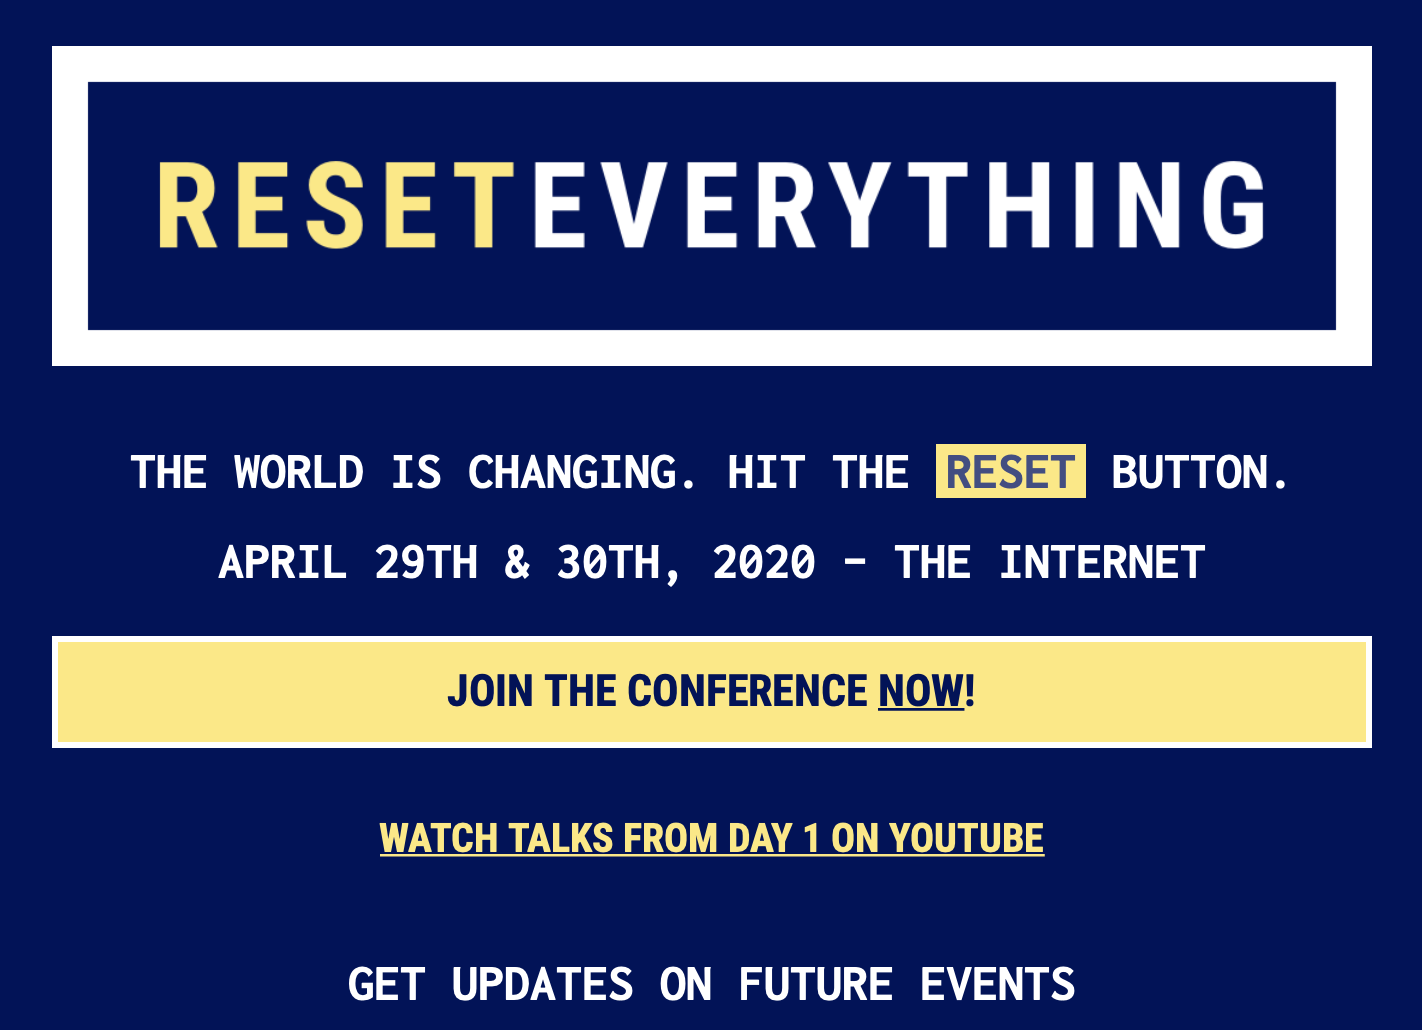 RESETEVERYTHING
THE WORLD IS CHANGING. HIT THE RESET BUTTON.
APRIL 29TH & 30TH, 2020 - THE INTERNET
JOIN THE CONFERENCE NOW!
WATCH TALKS FROM DAY 1 ON YOUTUBE
GET UPDATES ON FUTURE EVENTS